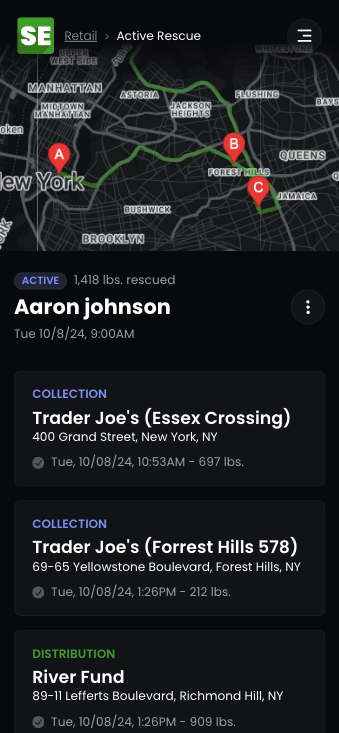 SE
Retail > Active Rescue
WHITESTONE
UPPER
WEST SIDE
MANHATTAN
ASTORIA
FLUSHING
MIDTOWN
MANHATTAN
JACKSON
HEIGHTS
BAYS
oken
A
B
QUEENS
FOREST HILLS
New York
C
JAMAICA
BUSHWICK
BROOKLYN
ACTIVE 1,418 lbs. rescued
Aaron johnson
Tue 10/8/24, 9:00AM
COLLECTION
Trader Joe's (Essex Crossing)
400 Grand Street, New York, NY
Tue, 10/08/24, 10:53AM - 697 lbs.
COLLECTION
Trader Joe's (Forrest Hills 578)
69-65 Yellowstone Boulevard, Forest Hills, NY
Tue, 10/08/24, 1:26PM - 212 lbs.
DISTRIBUTION
River Fund
89-11 Lefferts Boulevard, Richmond Hill, NY
Tue, 10/08/24, 1:26PM - 909 lbs.